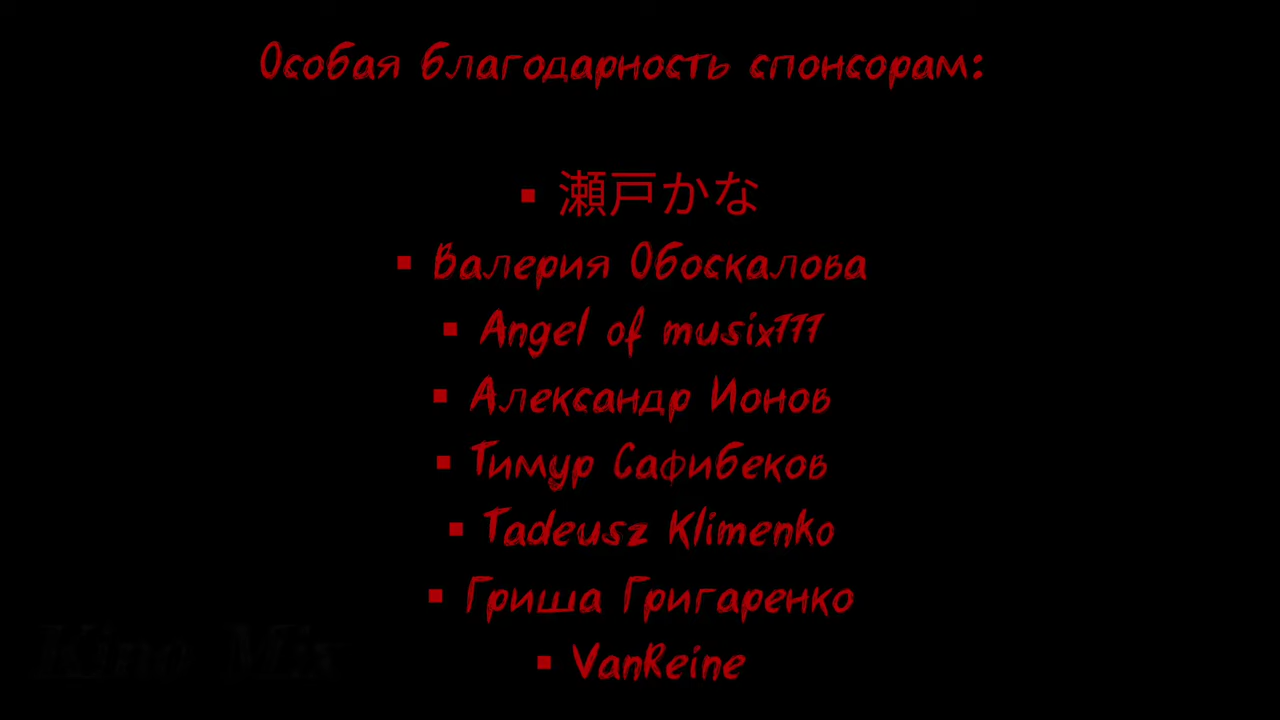 Особая благодарность спонсорам:
▪ 瀬戸かな
▪ Валерия Обоскалова
▪ Angel of musix777
▪ Александр Ионов
▪ Тимур Сафибеков
▪ Tadeusz Klimenko
▪ Гриша Григаренко
▪ VanReine
Kino Mix